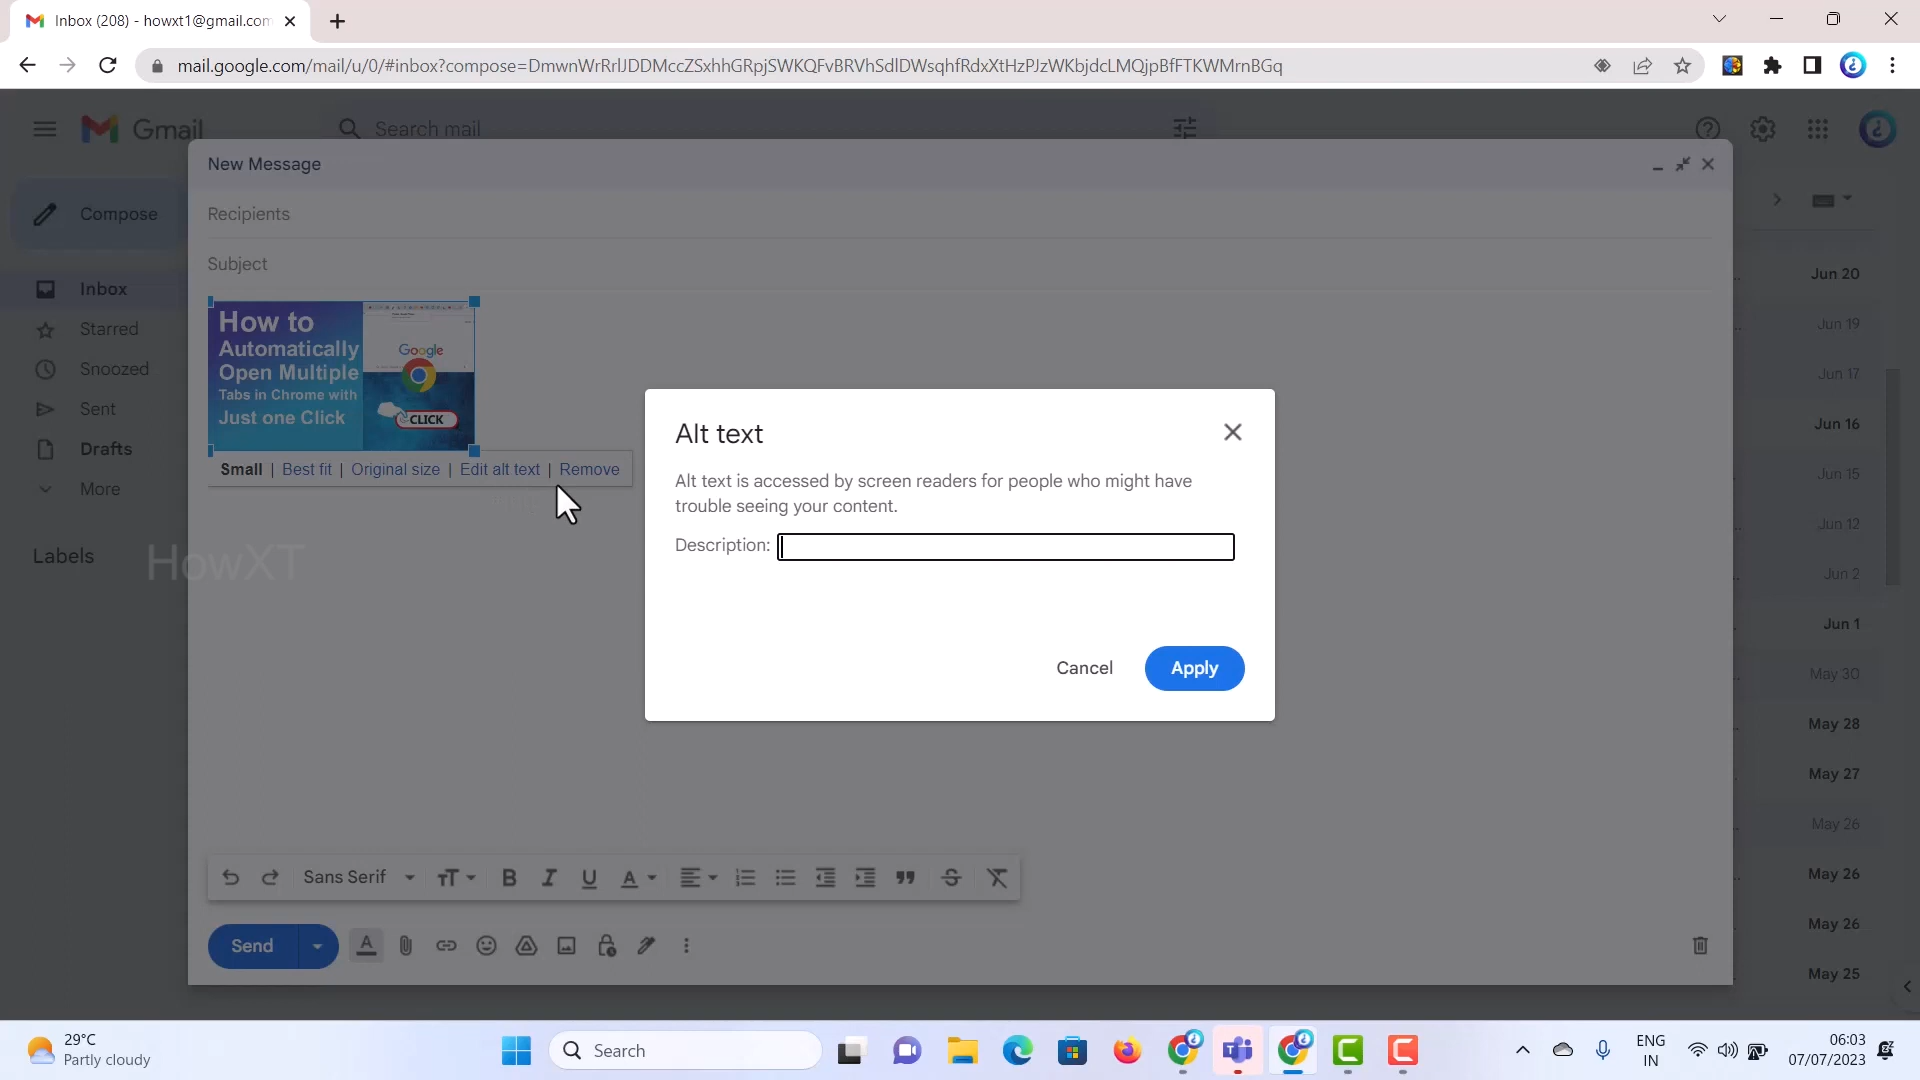 Inbox (208) - howxt1@gmail.com
mail.google.com/mail/u/0/#inbox?compose=DmwnWrRrlJDDMccZSxhhGRpjSWKQFvBRVhSdlDWsqhfRdxXtHzPJzWKbjdcLMQjpBfFTKWMrnBGq
Gmail
Search mail
New Message
Recipients
Subject
Compose
Inbox
Starred
Snoozed
Sent
Drafts
More
Labels
HowXT
How to
Automatically
Open Multiple
Tabs in Chrome with
Just one Click
Google
CLICK
Small | Best fit | Original size | Edit alt text | Remove
Alt text
Alt text is accessed by screen readers for people who might have
trouble seeing your content.
Description:
Cancel
Apply
Jun 20
Jun 19
Jun 17
Jun 16
Jun 15
Jun 12
Jun 2
Jun 1
May 30
May 28
May 27
May 26
May 26
May 26
May 25
Sans Serif
Send
29°C
Partly cloudy
Search
ENG
IN
06:03
07/07/2023